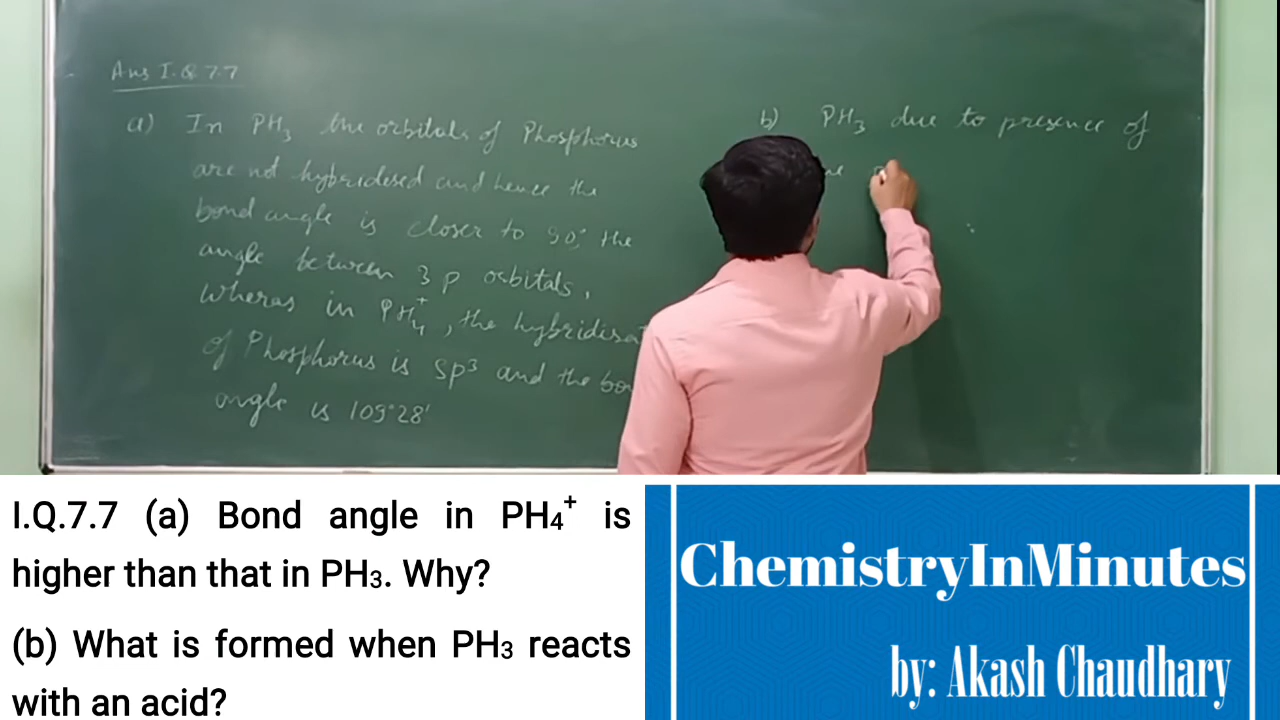 Ans I.Q 7.7
a) In PH₃ the orbitals of Phosphorus
are not hybridesed and hence the
bond angle is closer to 90°, the
angle between 3 p orbitals,
Wheras in PH₄⁺, the hybridisa
of Phosphorus is sp³ and the bo
angle is 109°28'
b) PH₃ due to presence of
I.Q.7.7 (a) Bond angle in PH₄⁺ is
higher than that in PH₃. Why?
(b) What is formed when PH₃ reacts
with an acid?
ChemistryInMinutes
by: Akash Chaudhary